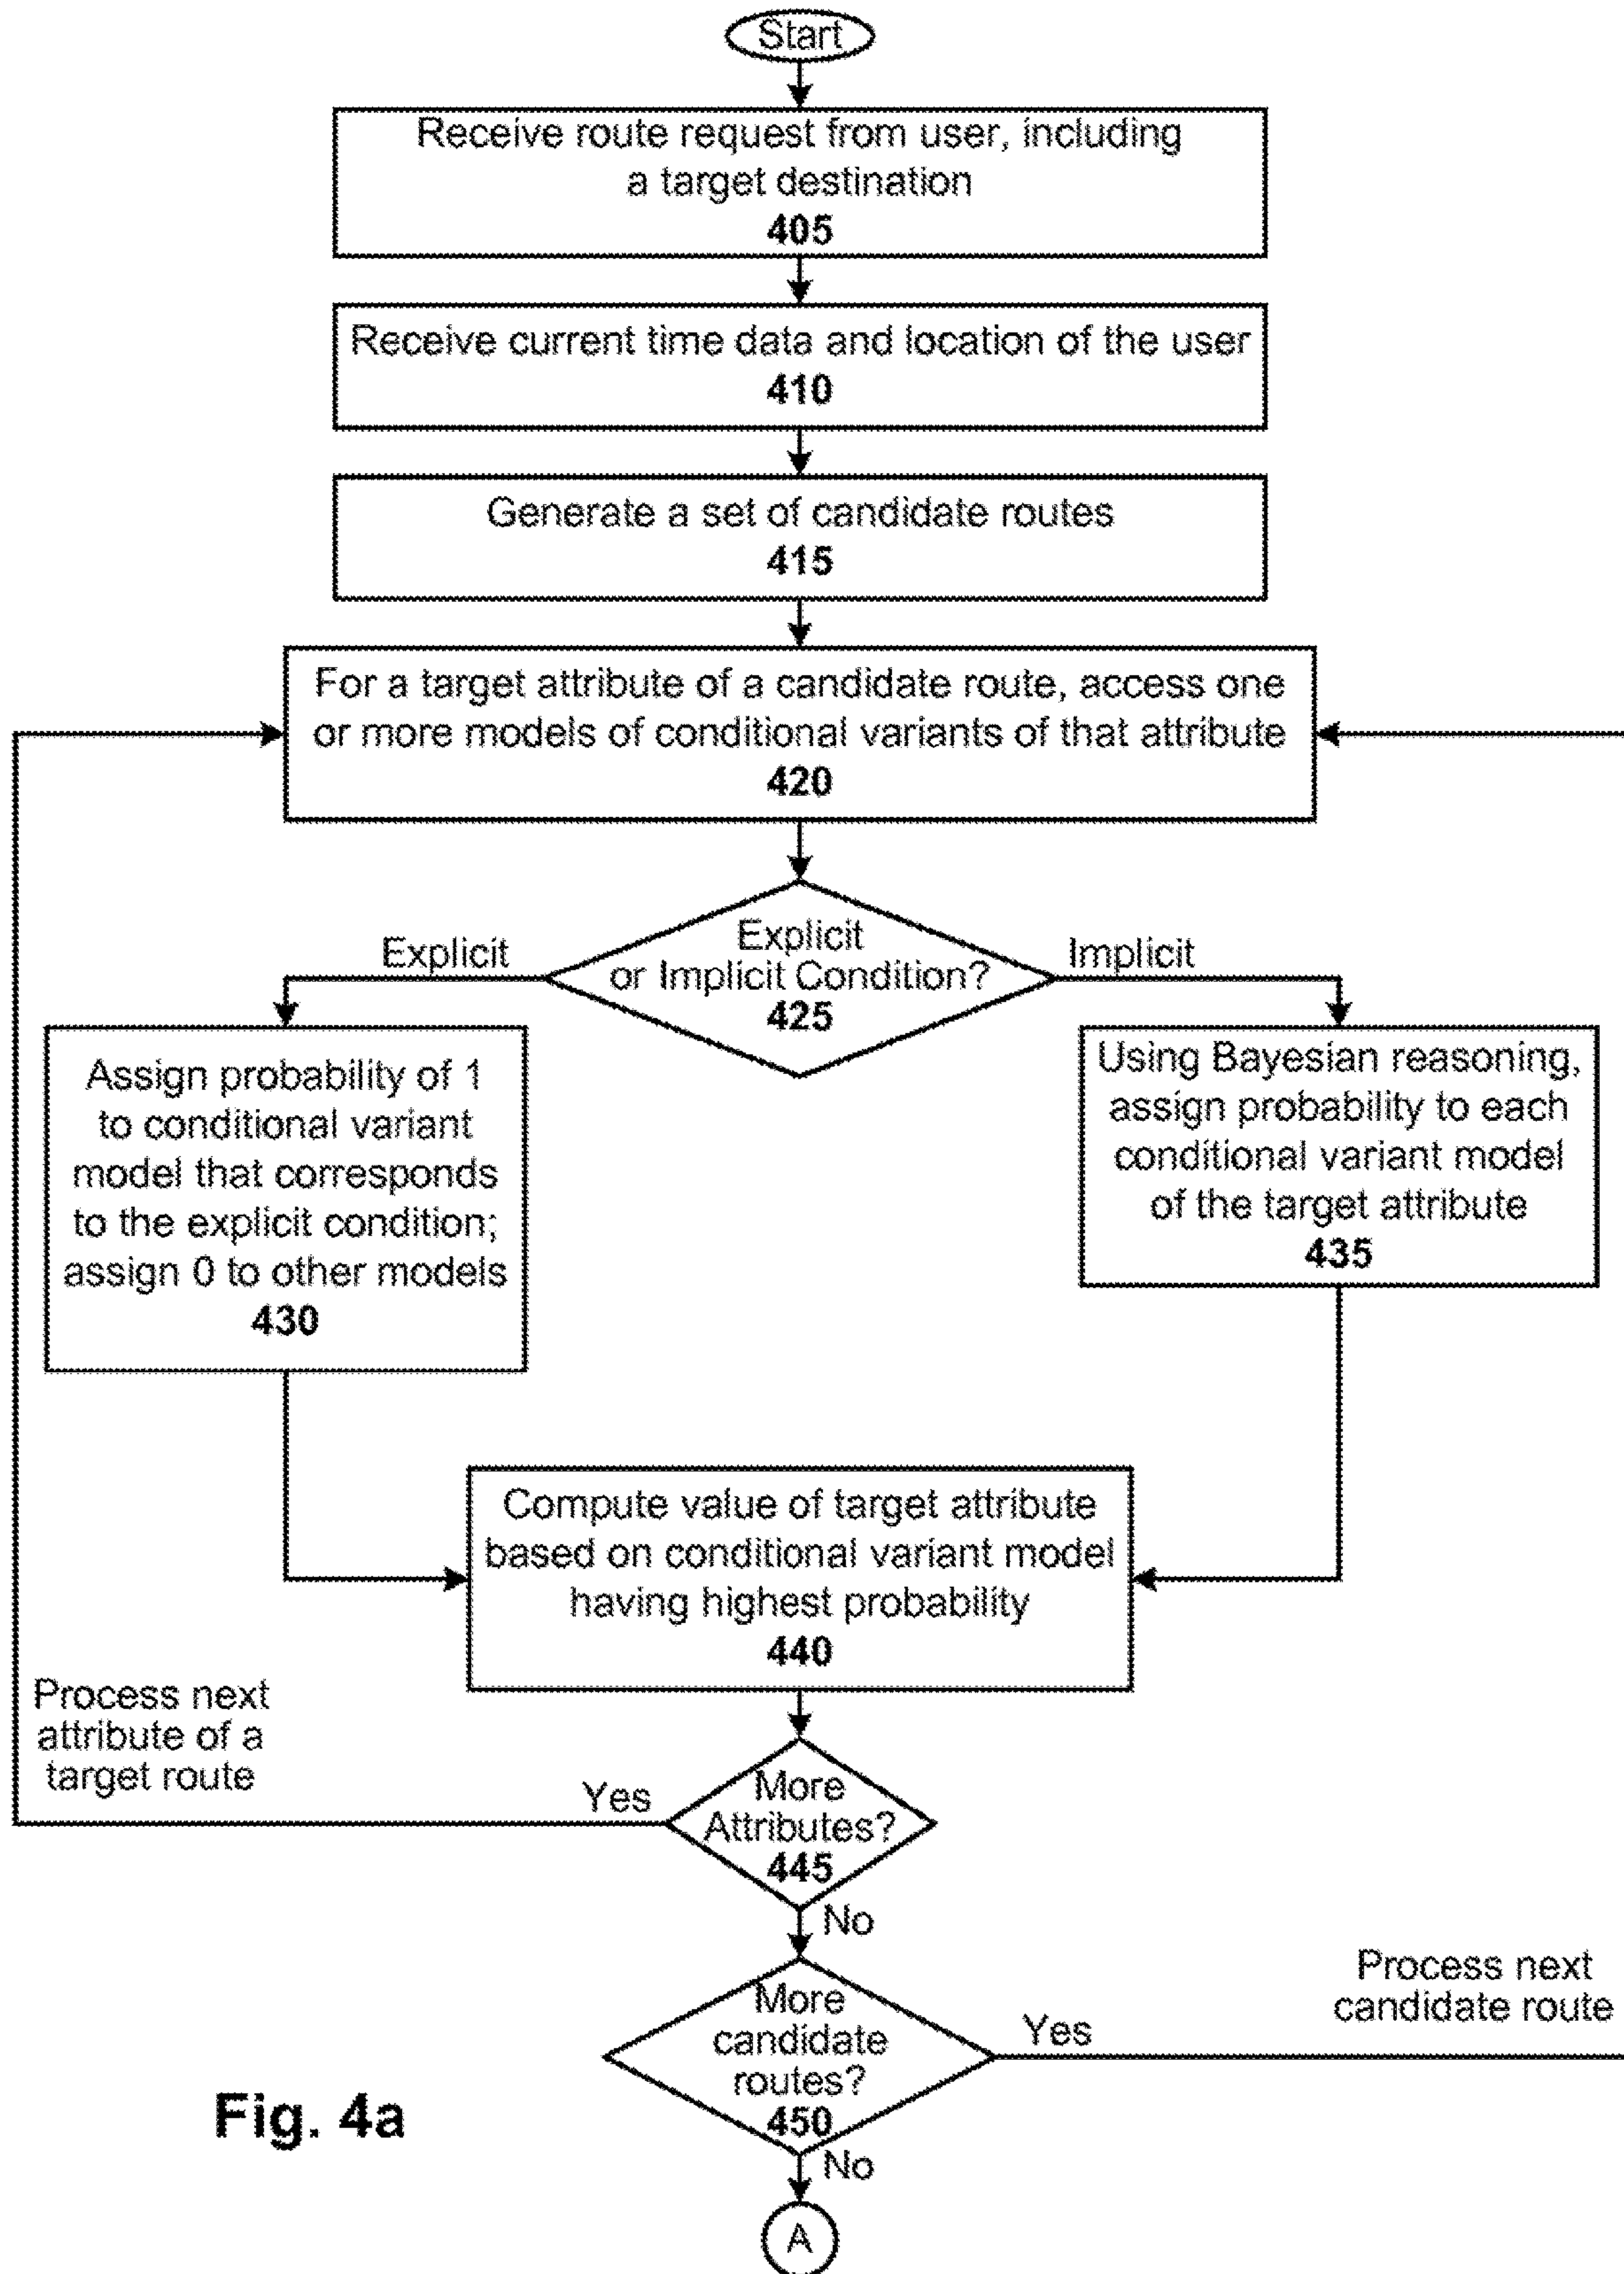 Start
Receive route request from user, including
a target destination
405
Receive current time data and location of the user
410
Generate a set of candidate routes
415
For a target attribute of a candidate route, access one
or more models of conditional variants of that attribute
420
Explicit
Explicit
or Implicit Condition?
425
Implicit
Assign probability of 1
to conditional variant
model that corresponds
to the explicit condition;
assign 0 to other models
430
Using Bayesian reasoning,
assign probability to each
conditional variant model
of the target attribute
435
Compute value of target attribute
based on conditional variant model
having highest probability
440
Process next
attribute of a
target route
Yes
More
Attributes?
445
No
More
candidate
routes?
450
Yes
Process next
candidate route
No
A
Fig. 4a